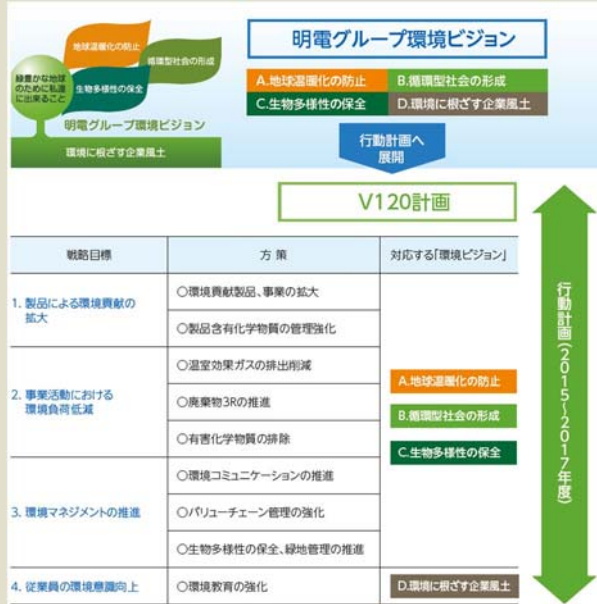 地球温暖化の防止
循環型社会の形成
緑豊かな地球
のために私達
に出来ること
生物多様性の保全
明電グループ環境ビジョン
環境に根ざす企業風土
明電グループ環境ビジョン
A.地球温暖化の防止
B.循環型社会の形成
C.生物多様性の保全
D.環境に根ざす企業風土
行動計画へ
展開
V120計画
戦略目標
方 策
対応する「環境ビジョン」
1. 製品による環境貢献の
拡大
○環境貢献製品、事業の拡大
○製品含有化学物質の管理強化
2. 事業活動における
環境負荷低減
○温室効果ガスの排出削減
○廃棄物3Rの推進
○有害化学物質の排除
3. 環境マネジメントの推進
○環境コミュニケーションの推進
○バリューチェーン管理の強化
○生物多様性の保全、緑地管理の推進
A.地球温暖化の防止
B.循環型社会の形成
C.生物多様性の保全
4. 従業員の環境意識向上
○環境教育の強化
D.環境に根ざす企業風土
行動計画(2015~2017年度)